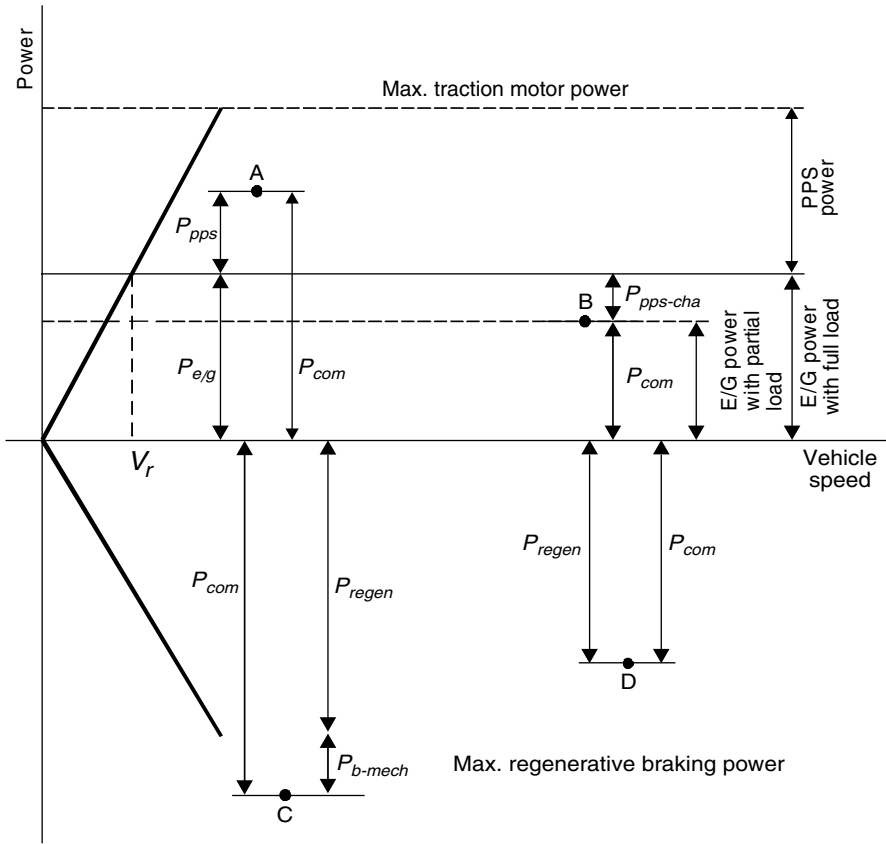 Power
Max. traction motor power
A
PPS
power
P_pps
B
P_pps-cha
P_e/g
P_com
P_com
E/G power
with partial
load
E/G power
with full load
V_r
Vehicle
speed
P_com
P_regen
P_regen
P_com
D
P_b-mech
Max. regenerative braking power
C